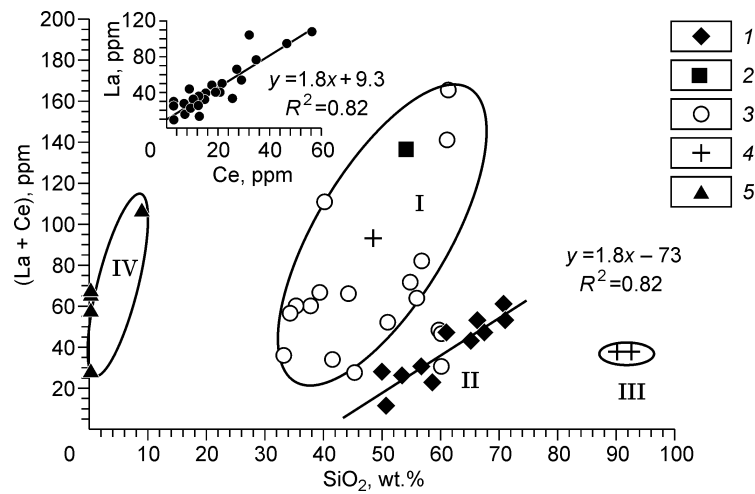 200
180
160
140
120
100
80
60
40
20
0
(La + Ce), ppm
0
10
20
30
40
50
60
70
80
90
100
SiO2, wt.%
120
80
40
La, ppm
0
20
40
60
Ce, ppm
y=1.8x+9.3
R²=0.82
I
II
III
IV
y=1.8x – 73
R²=0.82
1
2
3
4
5